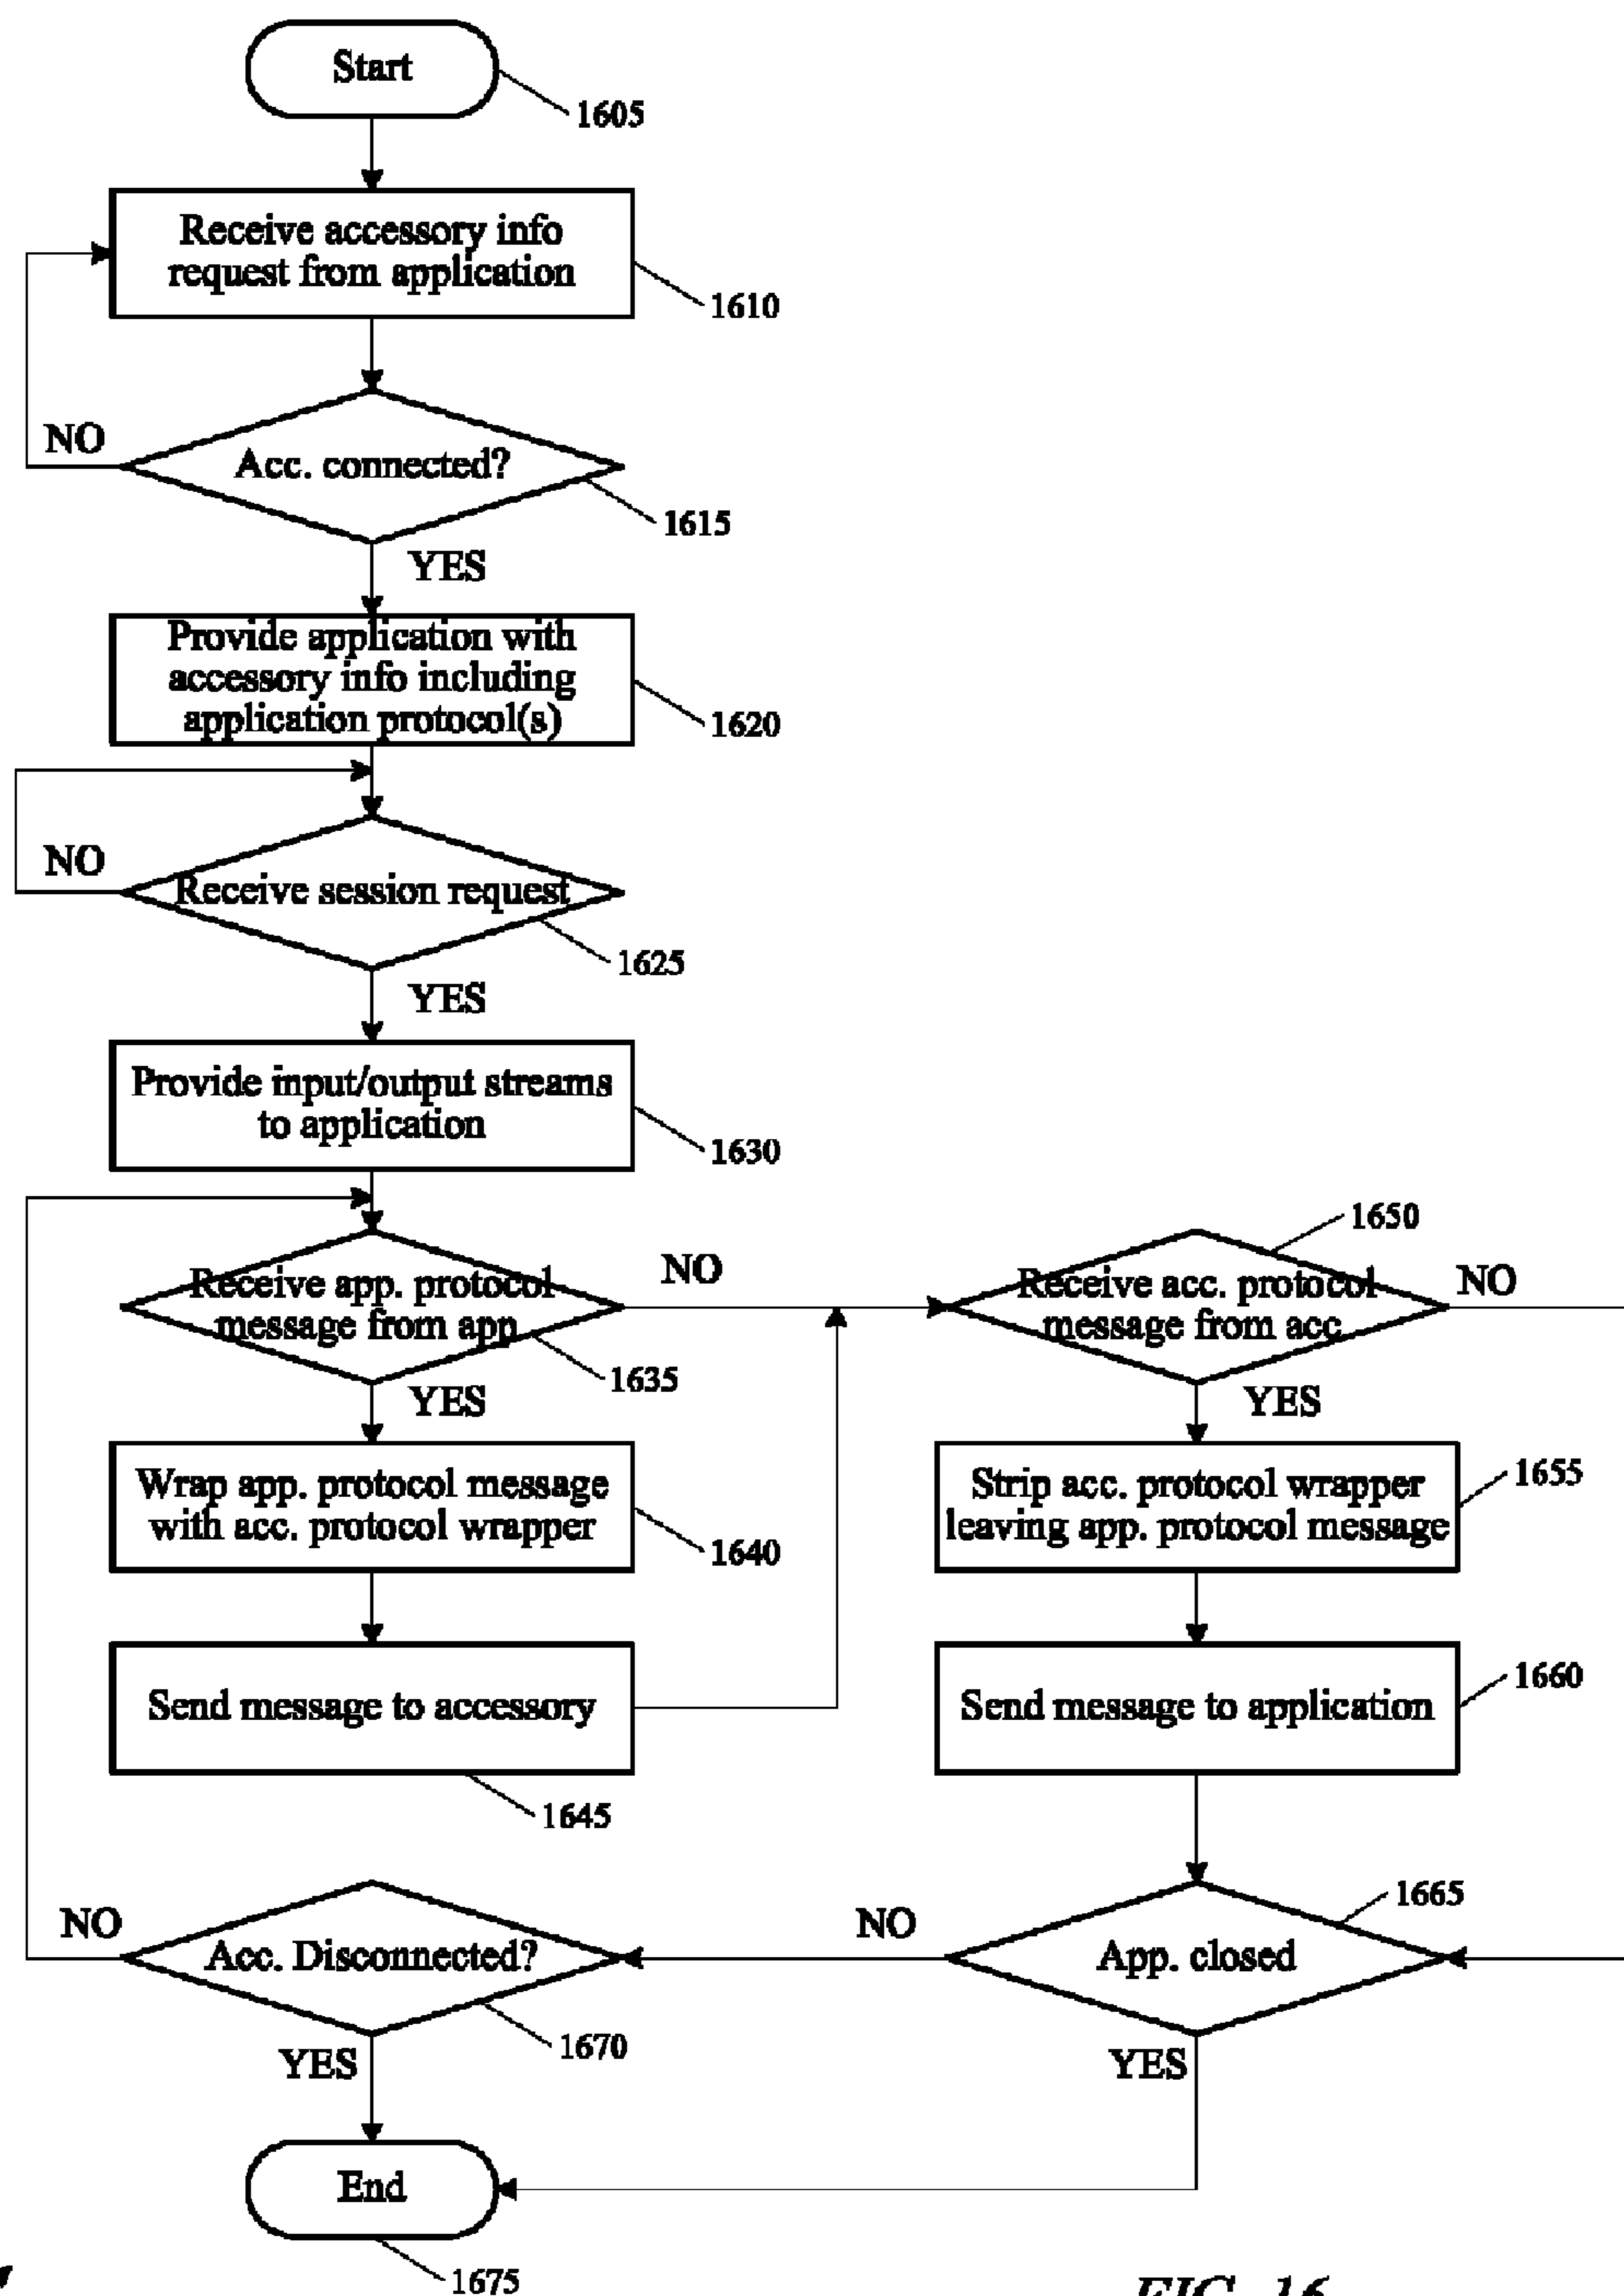 Start
1605
Receive accessory info
request from application
1610
NO
Acc. connected?
1615
YES
Provide application with
accessory info including
application protocol(s)
1620
NO
Receive session request
1625
YES
Provide input/output streams
to application
1630
Receive app. protocol
message from app
1635
NO
YES
1650
Receive acc. protocol
message from acc
NO
YES
Wrap app. protocol message
with acc. protocol wrapper
1640
Strip acc. protocol wrapper
leaving app. protocol message
1655
Send message to accessory
1645
Send message to application
1660
NO
Acc. Disconnected?
1670
YES
NO
App. closed
1665
YES
End
1675
FIG. 16